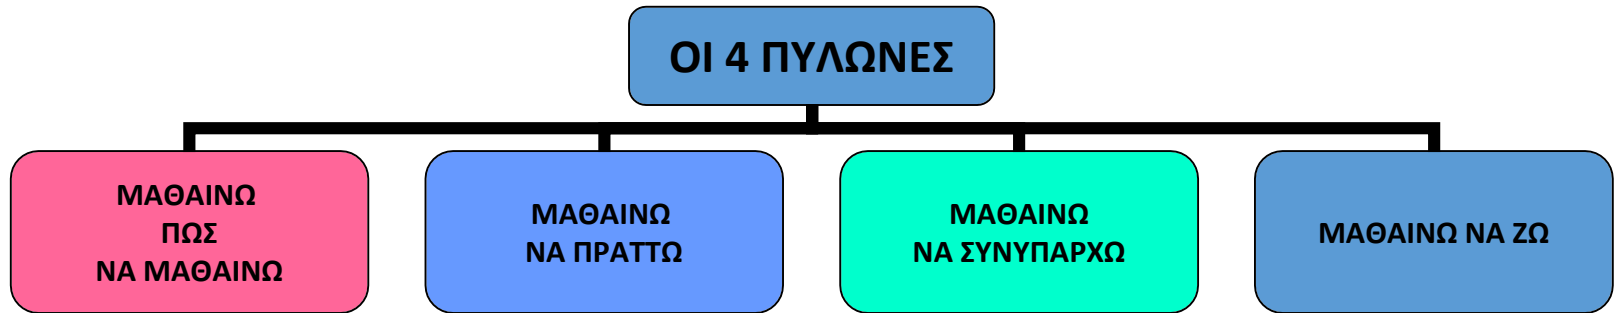 ΟΙ 4 ΠΥΛΩΝΕΣ
ΜΑΘΑΙΝΩ
ΠΩΣ
ΝΑ ΜΑΘΑΙΝΩ
ΜΑΘΑΙΝΩ
ΝΑ ΠΡΑΤΤΩ
ΜΑΘΑΙΝΩ
ΝΑ ΣΥΝΥΠΑΡΧΩ
ΜΑΘΑΙΝΩ ΝΑ ΖΩ